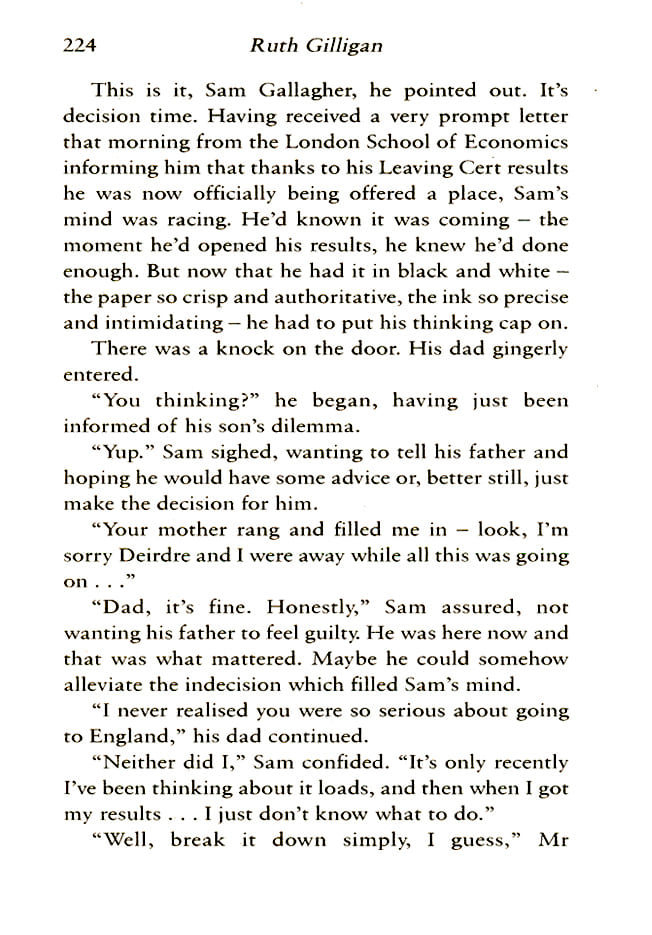 224 Ruth Gilligan
This is it, Sam Gallagher, he pointed out. It's
decision time. Having received a very prompt letter
that morning from the London School of Economics
informing him that thanks to his Leaving Cert results
he was now officially being offered a place, Sam's
mind was racing. He'd known it was coming – the
moment he'd opened his results, he knew he'd done
enough. But now that he had it in black and white –
the paper so crisp and authoritative, the ink so precise
and intimidating – he had to put his thinking cap on.
There was a knock on the door. His dad gingerly
entered.
"You thinking?" he began, having just been
informed of his son's dilemma.
"Yup." Sam sighed, wanting to tell his father and
hoping he would have some advice or, better still, just
make the decision for him.
"Your mother rang and filled me in – look, I'm
sorry Deirdre and I were away while all this was going
on . . ."
"Dad, it's fine. Honestly," Sam assured, not
wanting his father to feel guilty. He was here now and
that was what mattered. Maybe he could somehow
alleviate the indecision which filled Sam's mind.
"I never realised you were so serious about going
to England," his dad continued.
"Neither did I," Sam confided. "It's only recently
I've been thinking about it loads, and then when I got
my results . . . I just don't know what to do."
"Well, break it down simply, I guess," Mr